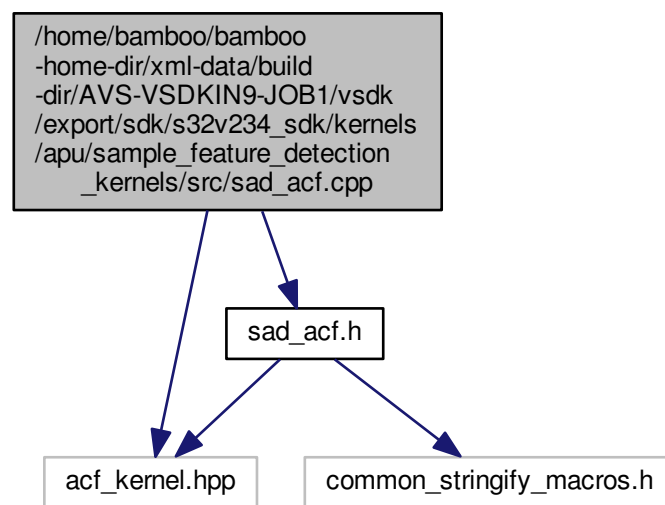 /home/bamboo/bamboo
-home-dir/xml-data/build
-dir/AVS-VSDKIN9-JOB1/vsdk
/export/sdk/s32v234_sdk/kernels
/apu/sample_feature_detection
_kernels/src/sad_acf.cpp
sad_acf.h
acf_kernel.hpp
common_stringify_macros.h